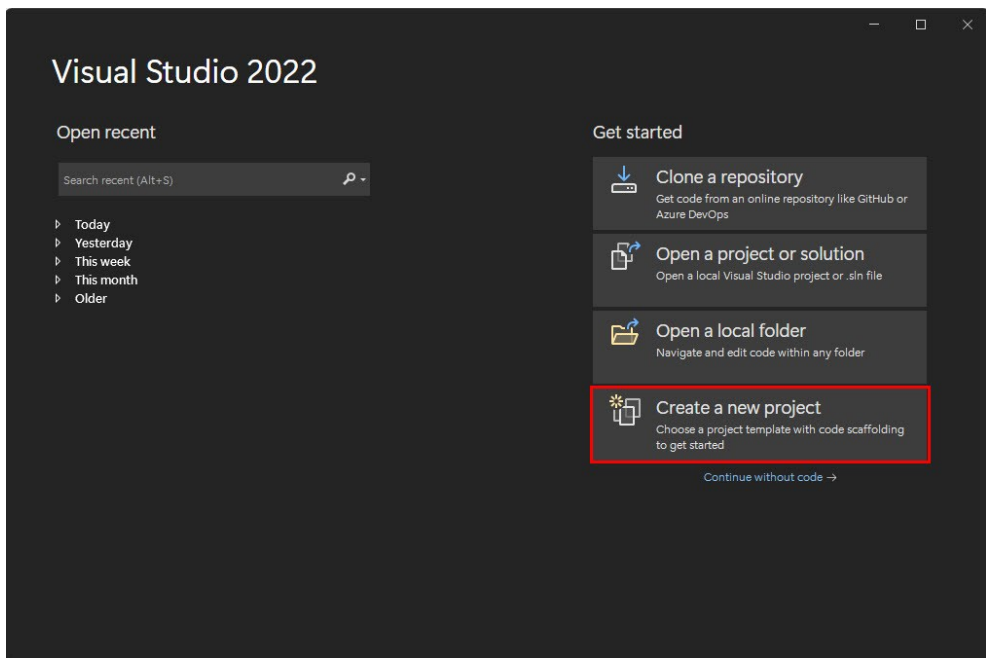 Visual Studio 2022
Open recent
Search recent (Alt+S)
Today
Yesterday
This week
This month
Older
Get started
Clone a repository
Get code from an online repository like GitHub or
Azure DevOps
Open a project or solution
Open a local Visual Studio project or .sln file
Open a local folder
Navigate and edit code within any folder
Create a new project
Choose a project template with code scaffolding
to get started
Continue without code →